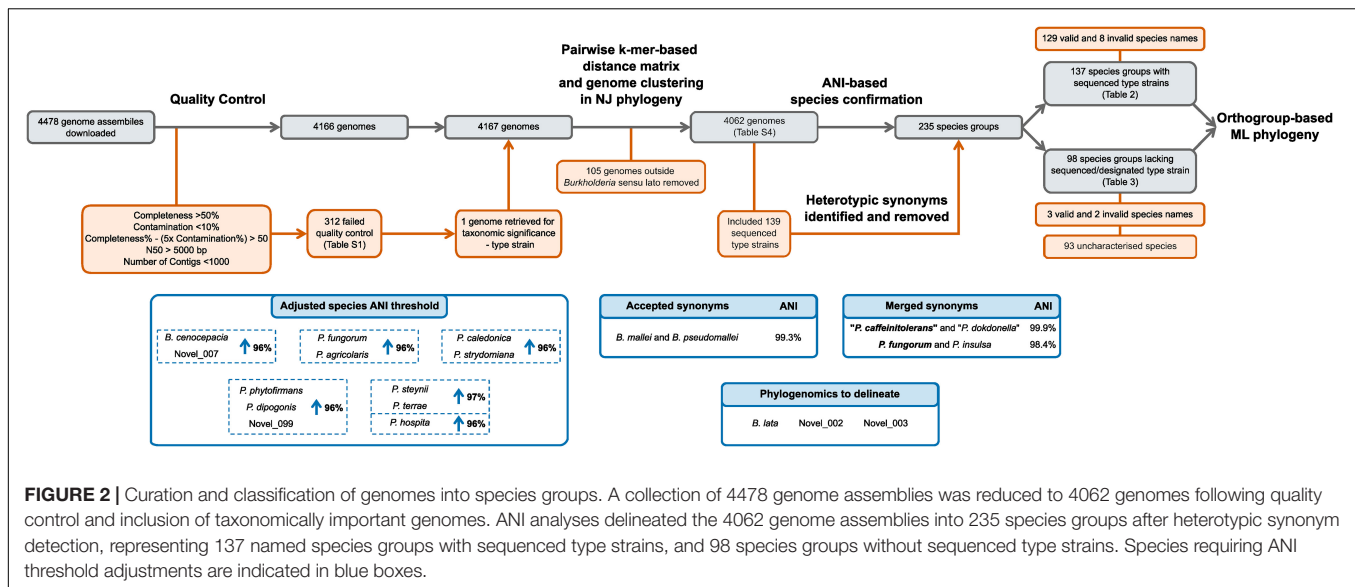 129 valid and 8 invalid species names
Pairwise k-mer-based
distance matrix
and genome clustering
in NJ phylogeny
ANI-based
species confirmation
Quality Control
137 species groups with
sequenced type strains
(Table 2)
4478 genome assembiles
downloaded
4166 genomes
4167 genomes
4062 genomes
(Table S4)
235 species groups
Orthogroup-based
ML phylogeny
105 genomes outside
Burkholderia sensu lato removed
98 species groups lacking
sequenced/designated type strain
(Table 3)
Completeness >50%
Contamination <10%
Completeness% - (5x Contamination%) > 50
N50 > 5000 bp
Number of Contigs <1000
312 failed
quality control
(Table S1)
1 genome retrieved for
taxonomic significance
- type strain
Included 139
sequenced
type strains
Heterotypic synonyms
identified and removed
3 valid and 2 invalid species names
93 uncharacterised species
Adjusted species ANI threshold
B. cenocepacia
Novel_007
96%
P. fungorum
P. agricolaris
96%
P. caledonica
P. strydomiana
96%
P. phytofirmans
P. dipogonis
Novel_099
96%
P. steynii
P. terrae
97%
P. hospita
96%
Accepted synonyms ANI
B. mallei and B. pseudomallei 99.3%
Merged synonyms ANI
"P. caffeinitolerans" and "P. dokdonella" 99.9%
P. fungorum and P. insulsa 98.4%
Phylogenomics to delineate
B. lata Novel_002 Novel_003
FIGURE 2 | Curation and classification of genomes into species groups. A collection of 4478 genome assemblies was reduced to 4062 genomes following quality
control and inclusion of taxonomically important genomes. ANI analyses delineated the 4062 genome assemblies into 235 species groups after heterotypic synonym
detection, representing 137 named species groups with sequenced type strains, and 98 species groups without sequenced type strains. Species requiring ANI
threshold adjustments are indicated in blue boxes.